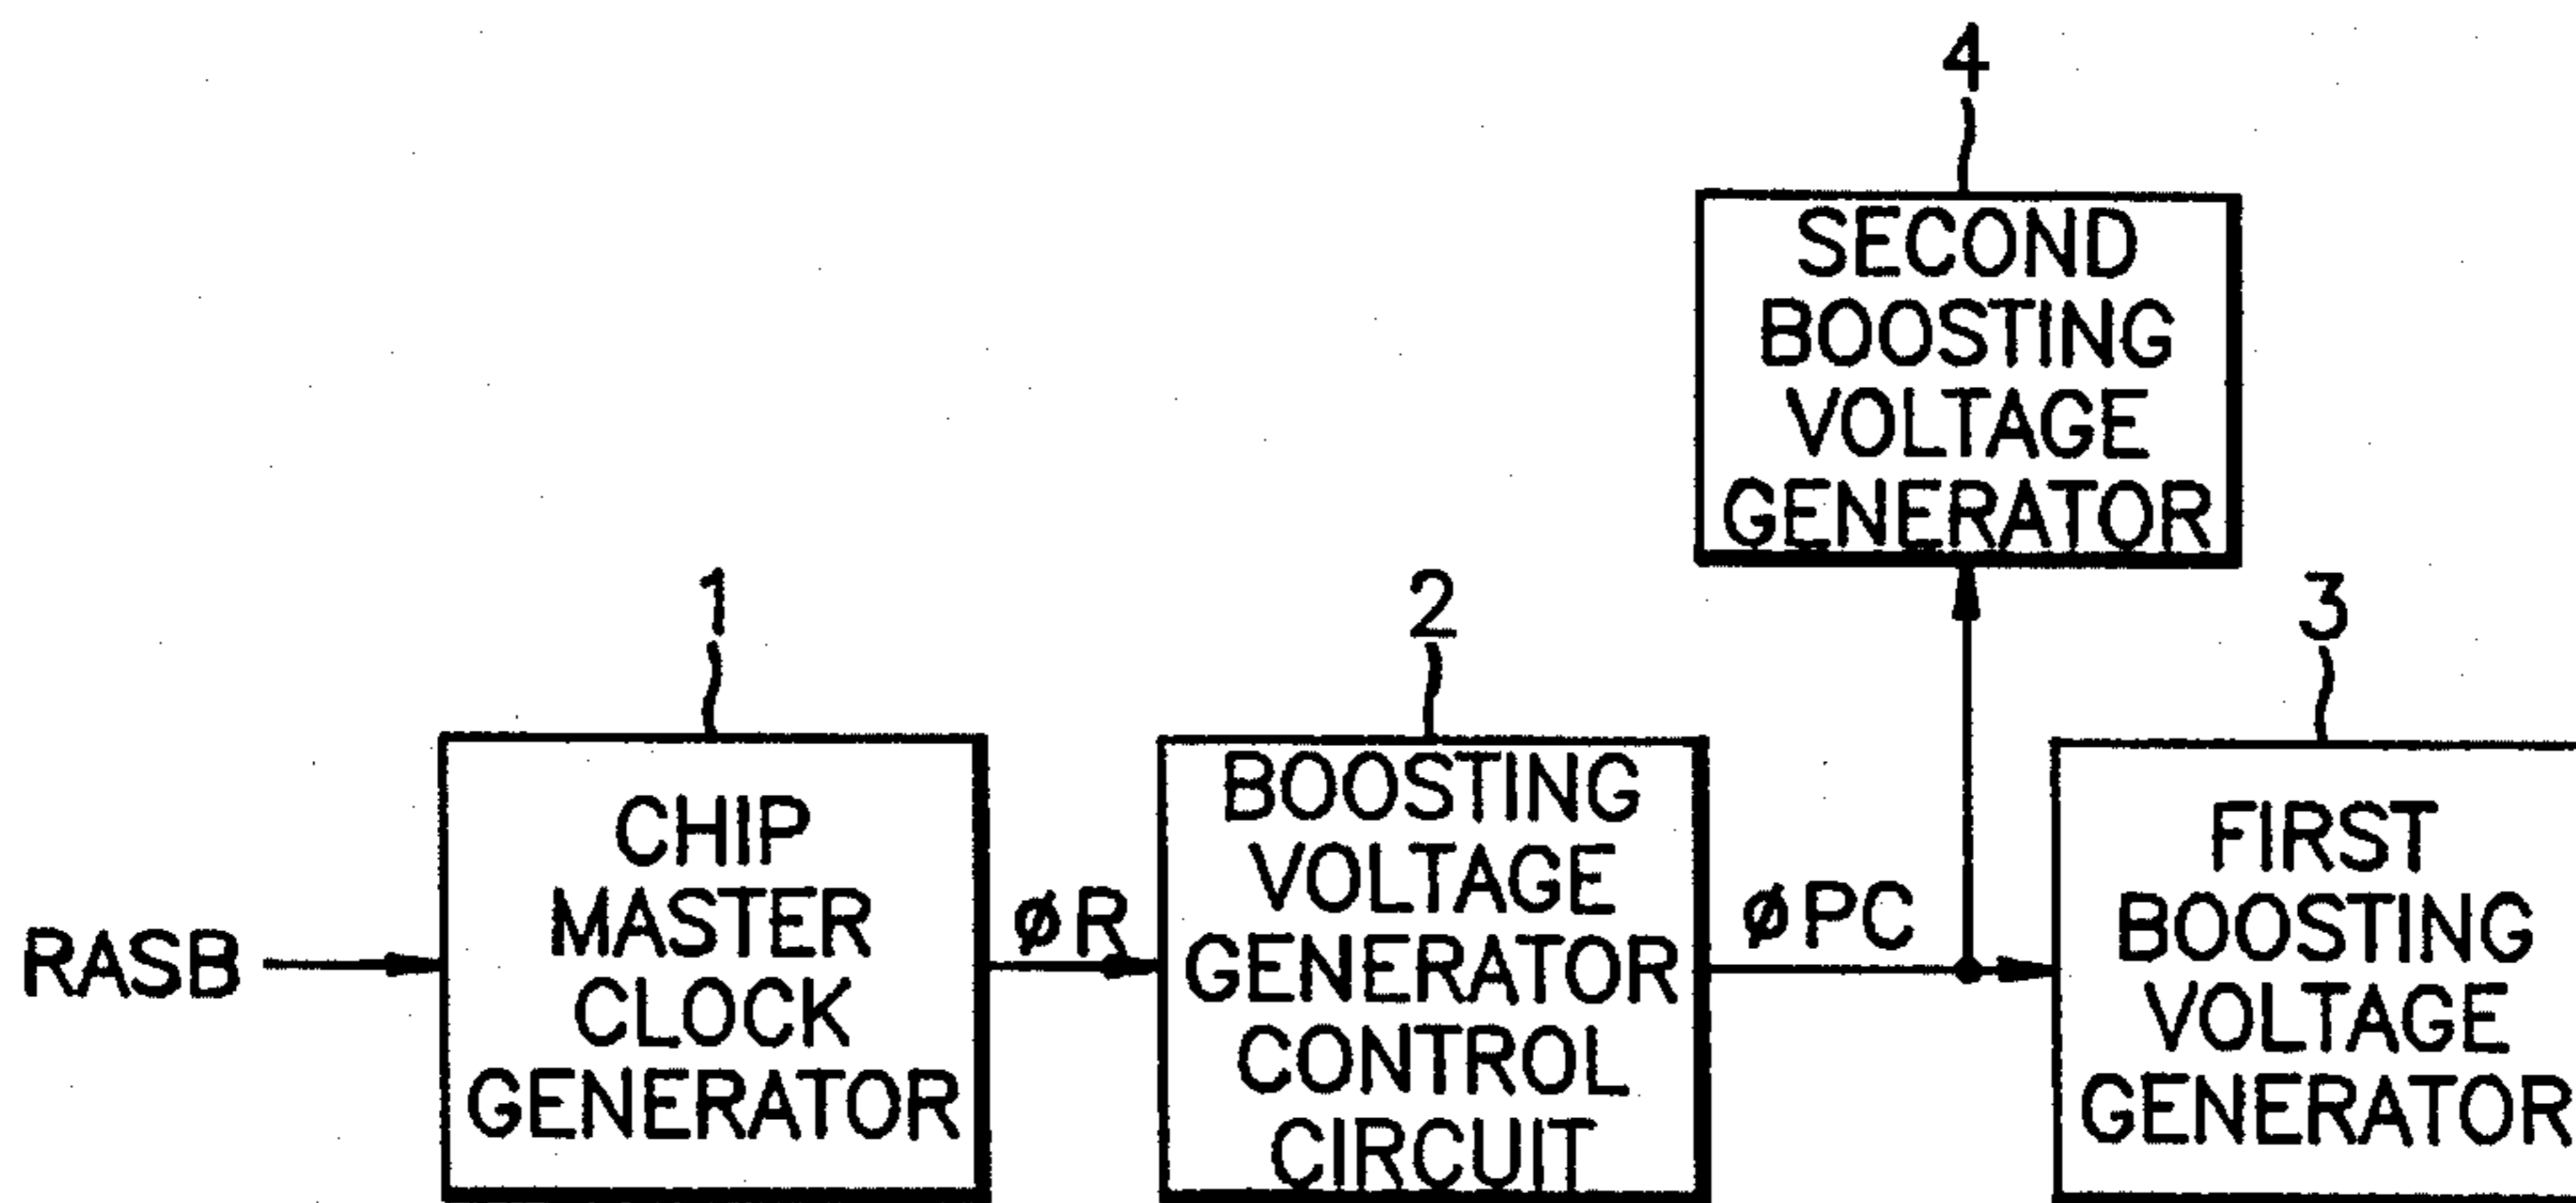 4
SECOND
BOOSTING
VOLTAGE
GENERATOR
1
2
3
RASB
CHIP
MASTER
CLOCK
GENERATOR
øR
BOOSTING
VOLTAGE
GENERATOR
CONTROL
CIRCUIT
øPC
FIRST
BOOSTING
VOLTAGE
GENERATOR